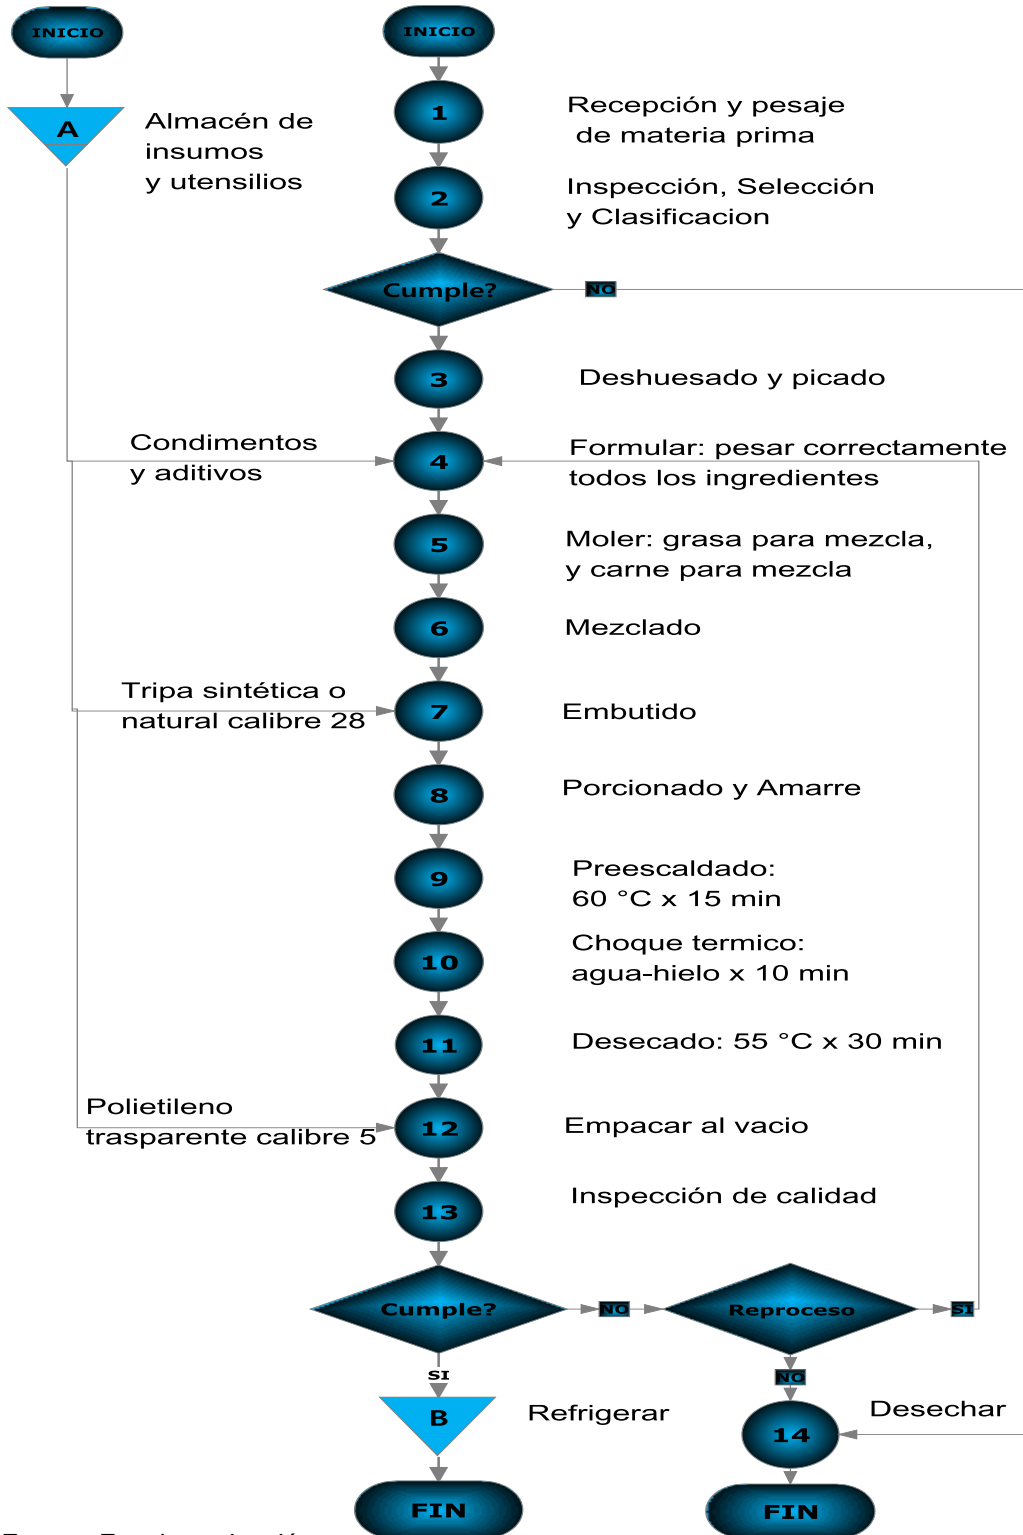 INICIO
INICIO
A
Almacén de
insumos
y utensilios
1
Recepción y pesaje
de materia prima
2
Inspección, Selección
y Clasificacion
Cumple?
NO
3
Deshuesado y picado
Condimentos
y aditivos
4
Formular: pesar correctamente
todos los ingredientes
5
Moler: grasa para mezcla,
y carne para mezcla
6
Mezclado
Tripa sintética o
natural calibre 28
7
Embutido
8
Porcionado y Amarre
9
Preescaldado:
60 °C x 15 min
10
Choque termico:
agua-hielo x 10 min
11
Desecado: 55 °C x 30 min
Polietileno
trasparente calibre 5
12
Empacar al vacio
13
Inspección de calidad
Cumple?
NO
Reproceso
SI
SI
NO
B
Refrigerar
14
Desechar
FIN
FIN